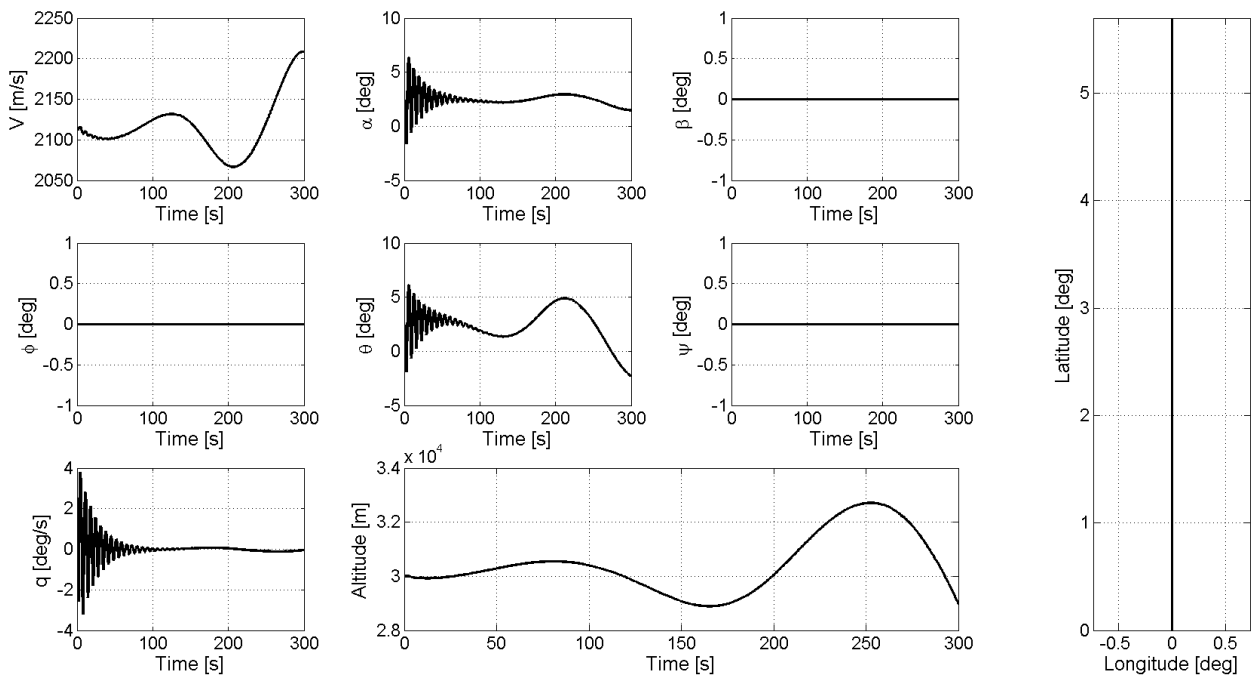 2250
2200
2150
2100
2050
V [m/s]
0 100 200 300
Time [s]
10
5
0
-5
α [deg]
0 100 200 300
Time [s]
1
0.5
0
-0.5
-1
β [deg]
0 100 200 300
Time [s]
1
0.5
0
-0.5
-1
ϕ [deg]
0 100 200 300
Time [s]
10
5
0
-5
θ [deg]
0 100 200 300
Time [s]
1
0.5
0
-0.5
-1
ψ [deg]
0 100 200 300
Time [s]
4
2
0
-2
-4
q [deg/s]
0 100 200 300
Time [s]
x 10⁴
3.4
3.2
3
3
2.8
Altitude [m]
0 50 100 150 200 250 300
Time [s]
5
4
3
2
1
0
Latitude [deg]
-0.5 0 0.5
Longitude [deg]